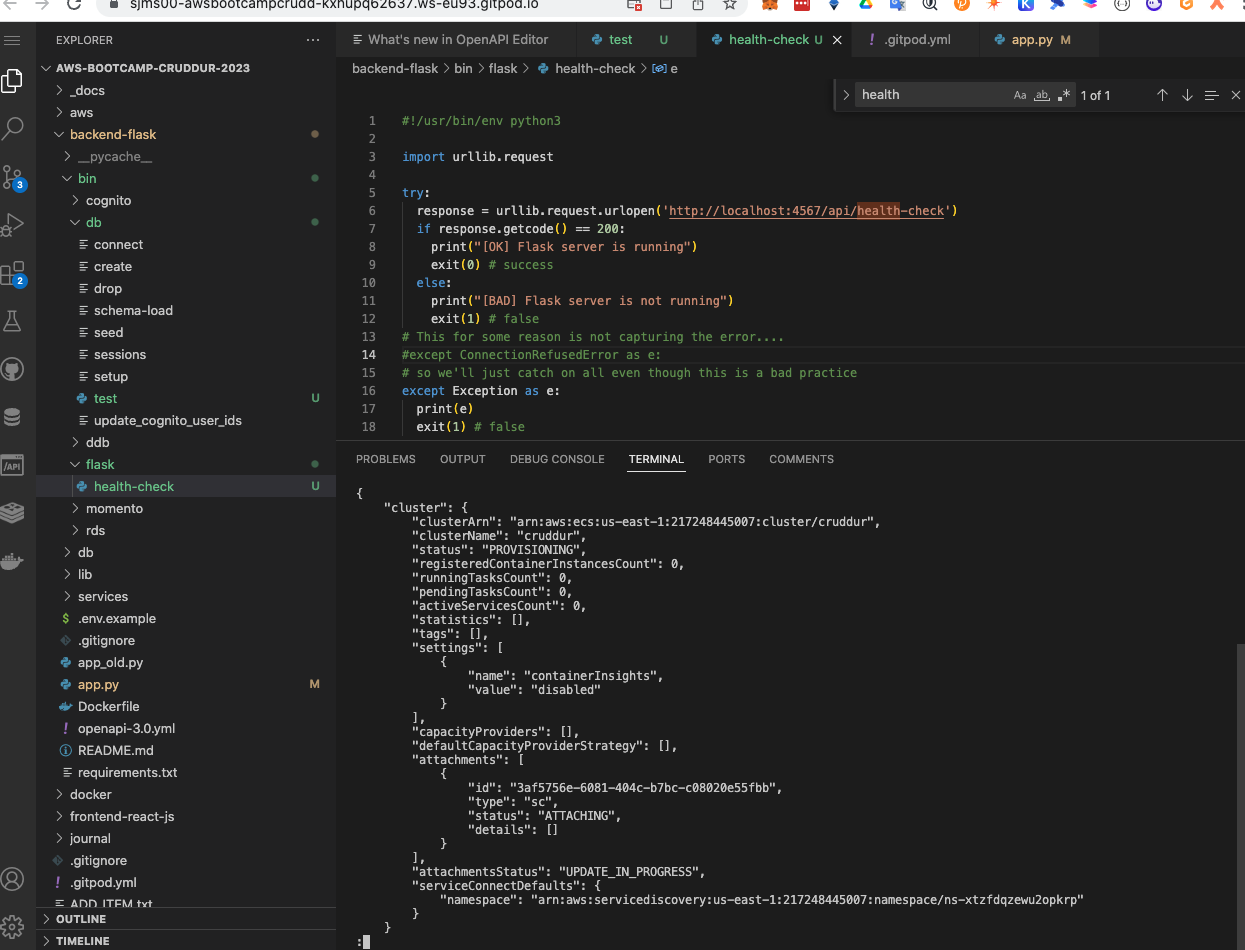 sjms00-awsbootcampcrudd-kxhupq62637.ws-eu93.gitpod.io
EXPLORER
AWS-BOOTCAMP-CRUDDUR-2023
_docs
aws
backend-flask
__pycache__
bin
cognito
db
connect
create
drop
schema-load
seed
sessions
setup
test U
update_cognito_user_ids
ddb
flask
health-check U
momento
rds
db
lib
services
.env.example
.gitignore
app_old.py
app.py M
Dockerfile
openapi-3.0.yml
README.md
requirements.txt
docker
frontend-react-js
journal
.gitignore
.gitpod.yml
ADD_ITEM.txt
OUTLINE
TIMELINE
3
2
/API
What's new in OpenAPI Editor test U health-check U .gitpod.yml app.py M
backend-flask > bin > flask > health-check > e
health Aa ab 1 of 1
1 #!/usr/bin/env python3
2
3 import urllib.request
4
5 try:
6 response = urllib.request.urlopen('http://localhost:4567/api/health-check')
7 if response.getcode() == 200:
8 print("[OK] Flask server is running")
9 exit(0) # success
10 else:
11 print("[BAD] Flask server is not running")
12 exit(1) # false
13 # This for some reason is not capturing the error....
14 #except ConnectionRefusedError as e:
15 # so we'll just catch on all even though this is a bad practice
16 except Exception as e:
17 print(e)
18 exit(1) # false
PROBLEMS OUTPUT DEBUG CONSOLE TERMINAL PORTS COMMENTS
{
"cluster": {
"clusterArn": "arn:aws:ecs:us-east-1:217248445007:cluster/cruddur",
"clusterName": "cruddur",
"status": "PROVISIONING",
"registeredContainerInstancesCount": 0,
"runningTasksCount": 0,
"pendingTasksCount": 0,
"activeServicesCount": 0,
"statistics": [],
"tags": [],
"settings": [
{
"name": "containerInsights",
"value": "disabled"
}
],
"capacityProviders": [],
"defaultCapacityProviderStrategy": [],
"attachments": [
{
"id": "3af5756e-6081-404c-b7bc-c08020e55fbb",
"type": "sc",
"status": "ATTACHING",
"details": []
}
],
"attachmentsStatus": "UPDATE_IN_PROGRESS",
"serviceConnectDefaults": {
"namespace": "arn:aws:servicediscovery:us-east-1:217248445007:namespace/ns-xtzfdqzewu2opkrp"
}
}
: